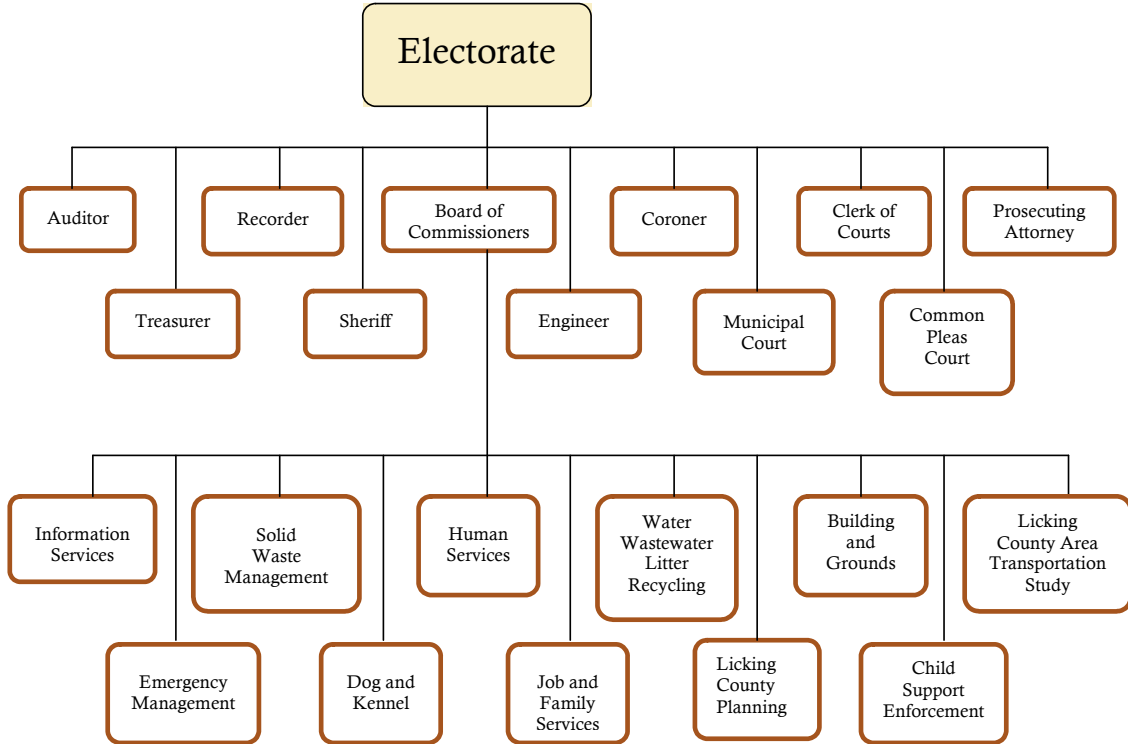 Electorate
Auditor
Recorder
Board of
Commissioners
Coroner
Clerk of
Courts
Prosecuting
Attorney
Treasurer
Sheriff
Engineer
Municipal
Court
Common
Pleas
Court
Information
Services
Solid
Waste
Management
Human
Services
Water
Wastewater
Litter
Recycling
Building
and
Grounds
Licking
County Area
Transportation
Study
Emergency
Management
Dog and
Kennel
Job and
Family
Services
Licking
County
Planning
Child
Support
Enforcement